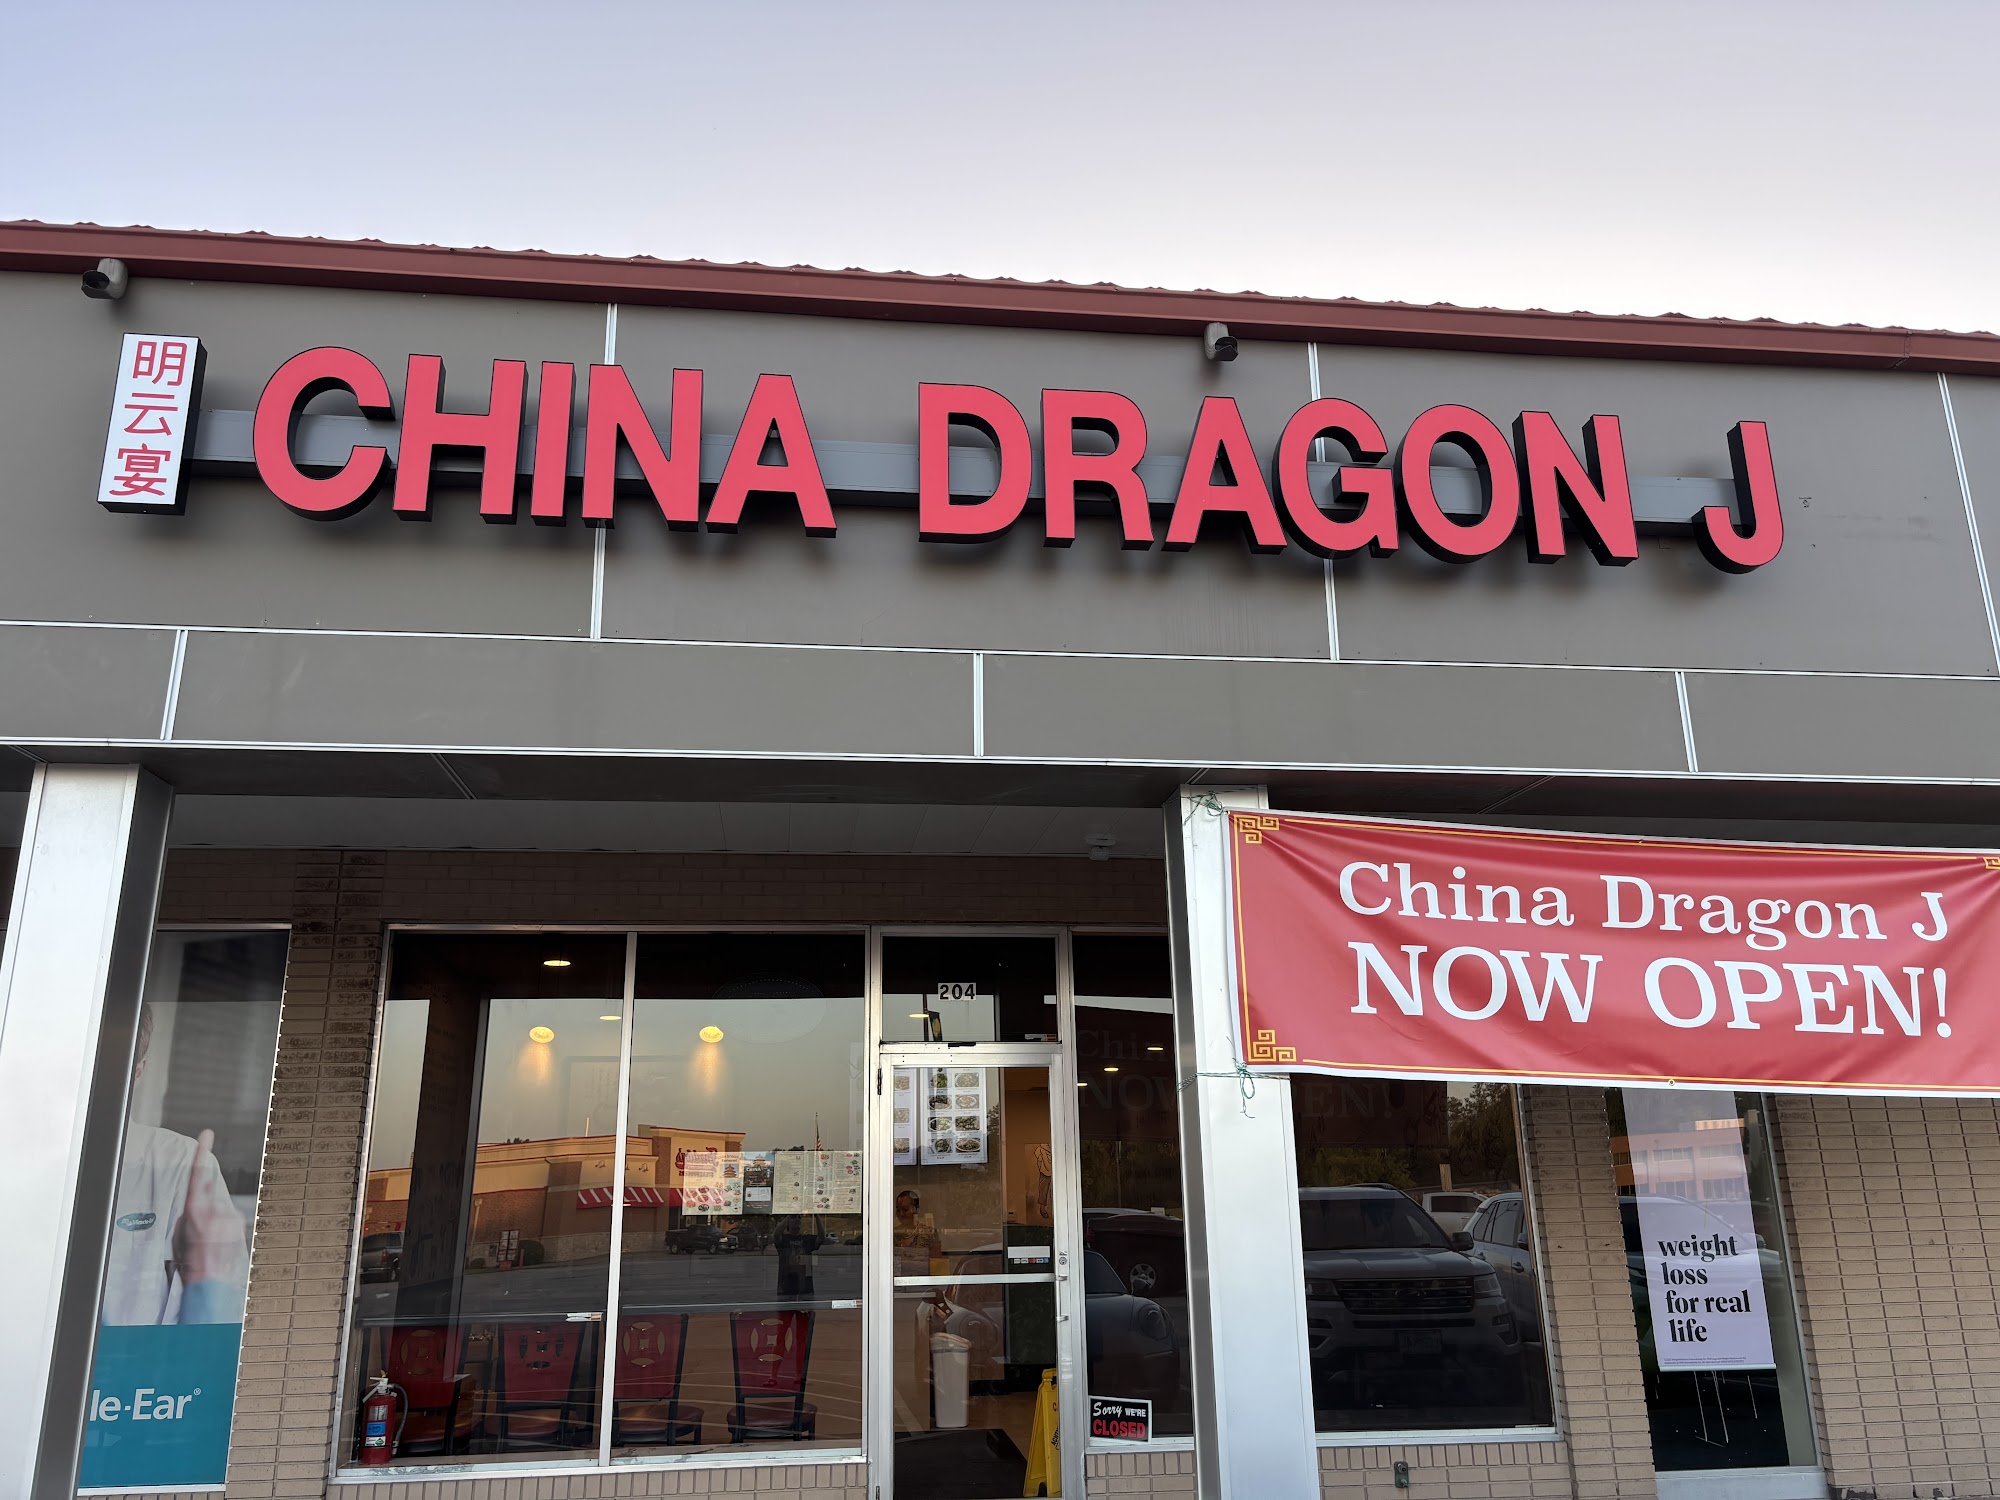 明
云
宴
CHINA DRAGON J
China Dragon J
NOW OPEN!
204
Sorry WE'RE
CLOSED
weight
loss
for real
life
le-Ear®